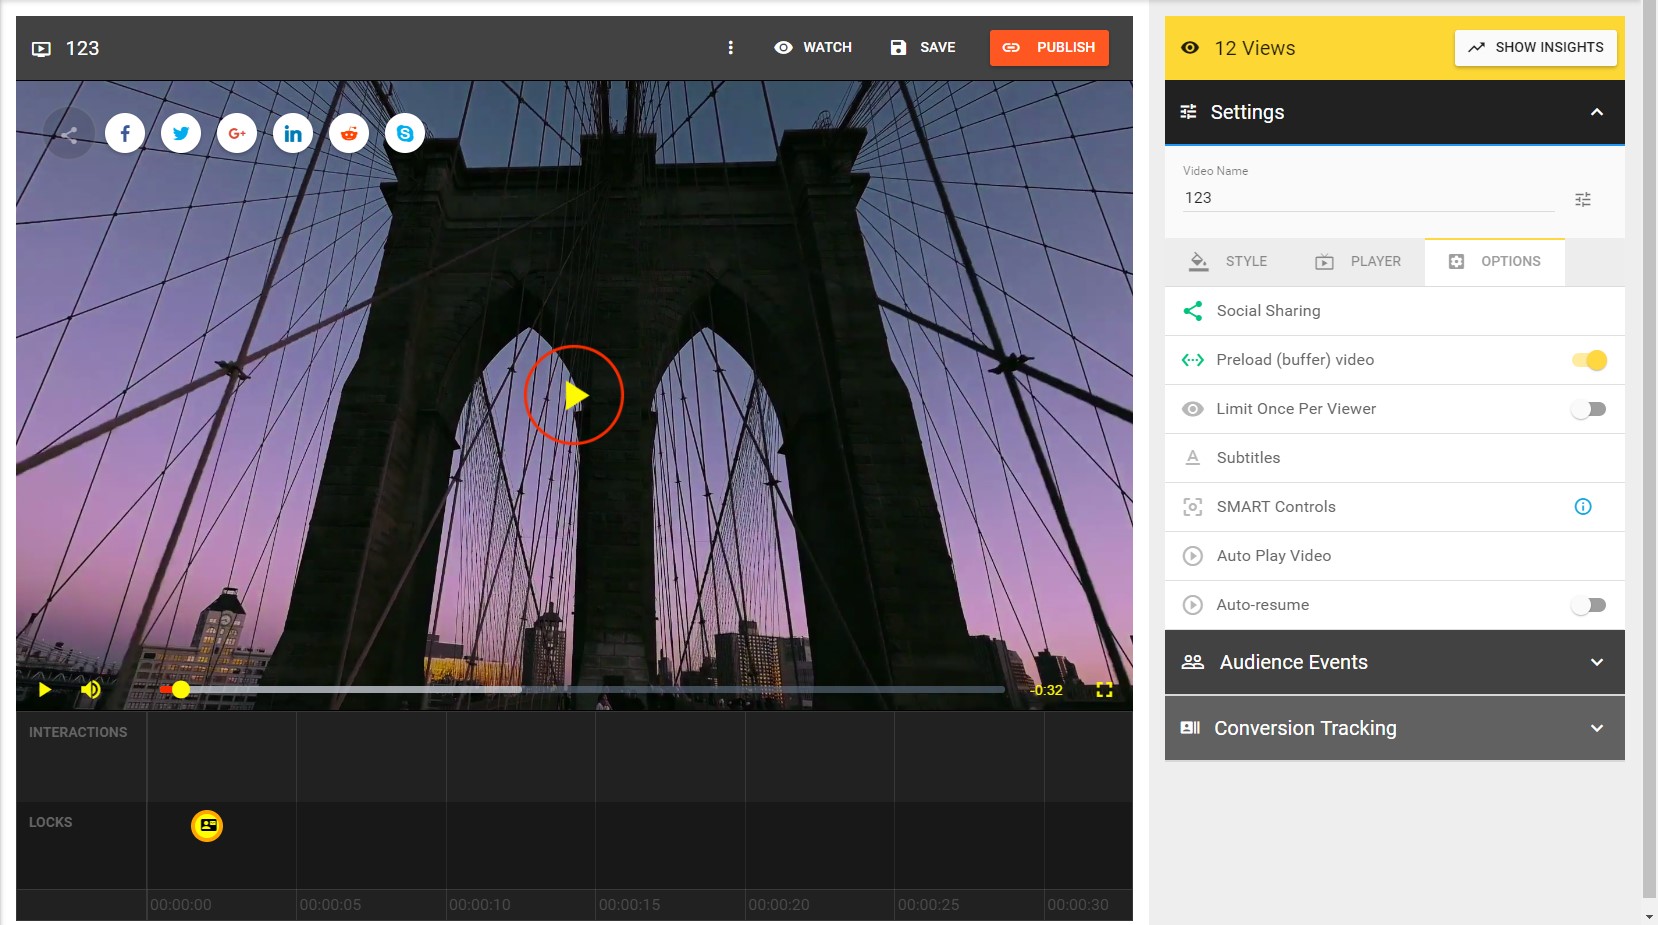 123
WATCH
SAVE
PUBLISH
12 Views
SHOW INSIGHTS
Settings
Video Name
123
STYLE
PLAYER
OPTIONS
Social Sharing
Preload (buffer) video
Limit Once Per Viewer
Subtitles
SMART Controls
Auto Play Video
Auto-resume
Audience Events
Conversion Tracking
f
G+
in
-0:32
INTERACTIONS
LOCKS
00:00:00
00:00:05
00:00:10
00:00:15
00:00:20
00:00:25
00:00:30